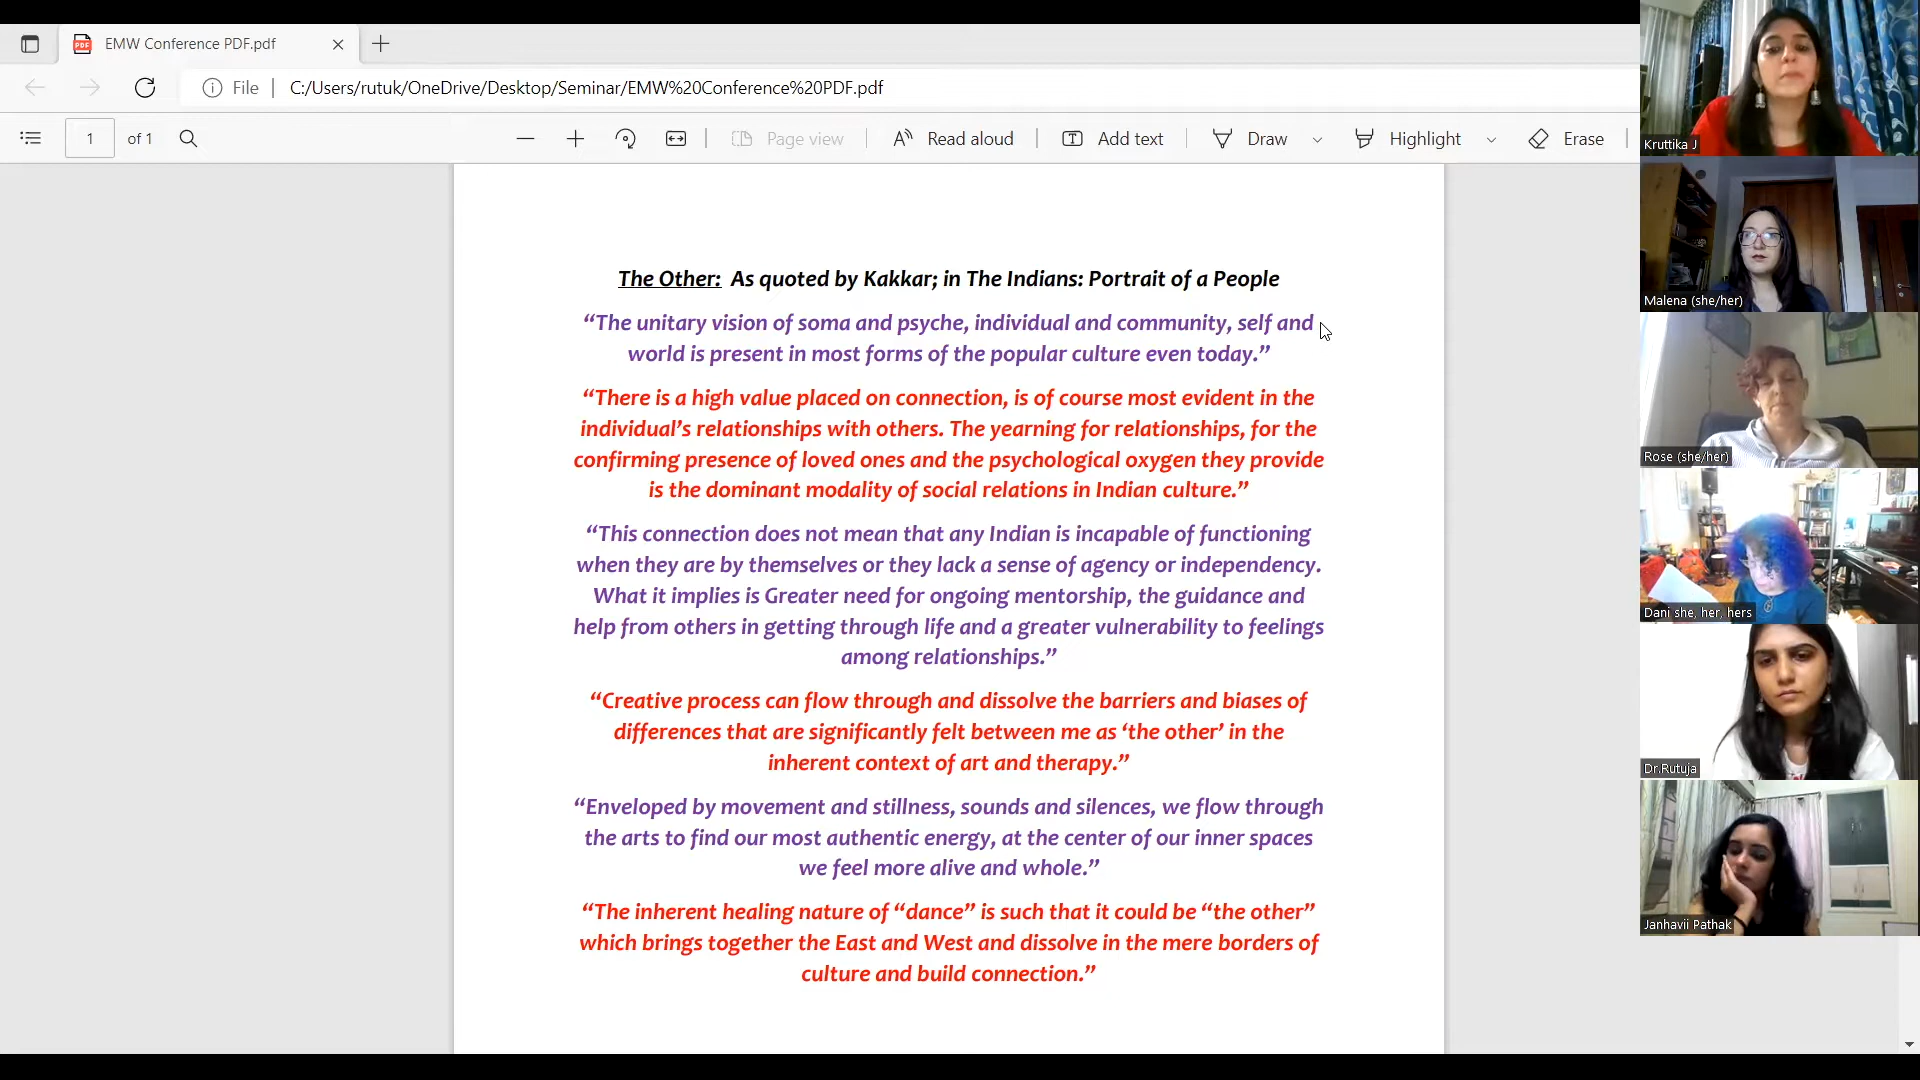 EMW Conference PDF.pdf
File
C:/Users/rutuk/OneDrive/Desktop/Seminar/EMW%20Conference%20PDF.pdf
1 of 1
Page view
Read aloud
Add text
Draw
Highlight
Erase
The Other: As quoted by Kakkar; in The Indians: Portrait of a People
“The unitary vision of soma and psyche, individual and community, self and
world is present in most forms of the popular culture even today.”
“There is a high value placed on connection, is of course most evident in the
individual’s relationships with others. The yearning for relationships, for the
confirming presence of loved ones and the psychological oxygen they provide
is the dominant modality of social relations in Indian culture.”
“This connection does not mean that any Indian is incapable of functioning
when they are by themselves or they lack a sense of agency or independency.
What it implies is Greater need for ongoing mentorship, the guidance and
help from others in getting through life and a greater vulnerability to feelings
among relationships.”
“Creative process can flow through and dissolve the barriers and biases of
differences that are significantly felt between me as ‘the other’ in the
inherent context of art and therapy.”
“Enveloped by movement and stillness, sounds and silences, we flow through
the arts to find our most authentic energy, at the center of our inner spaces
we feel more alive and whole.”
“The inherent healing nature of “dance” is such that it could be “the other”
which brings together the East and West and dissolve in the mere borders of
culture and build connection.”
Kruttika J
Malena (she/her)
Rose (she/her)
Dani she, her, hers
Dr.Rutuja
Janhavii Pathak